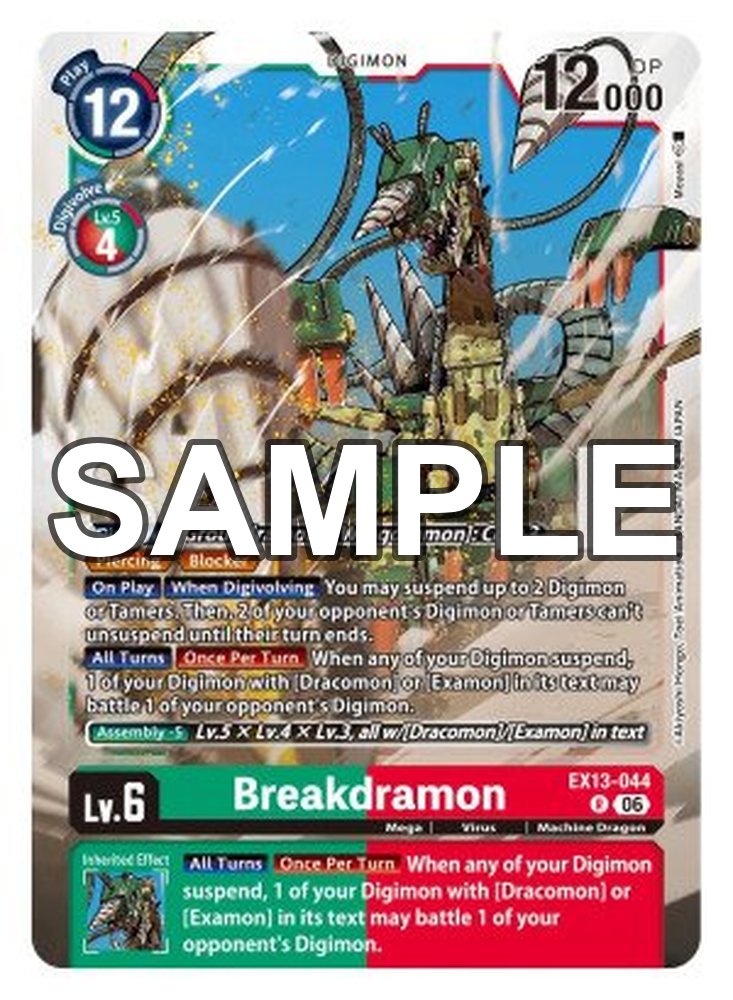 DIGIMON
Play
12
12000
DP
Digivolve
Lv.5
4
SAMPLE
Piercing Blocker
On Play When Digivolving You may suspend up to 2 Digimon
or Tamers. Then, 2 of your opponent's Digimon or Tamers can't
unsuspend until their turn ends.
All Turns Once Per Turn When any of your Digimon suspend,
1 of your Digimon with [Dracomon] or [Examon] in its text may
battle 1 of your opponent's Digimon.
Assembly -5 Lv.5 × Lv.4 × Lv.3, all w/[Dracomon]/[Examon] in text
Lv.6
Breakdramon
EX13-044
P 06
Mega | Virus | Machine Dragon
Inherited Effect
All Turns Once Per Turn When any of your Digimon
suspend, 1 of your Digimon with [Dracomon] or
[Examon] in its text may battle 1 of your
opponent's Digimon.